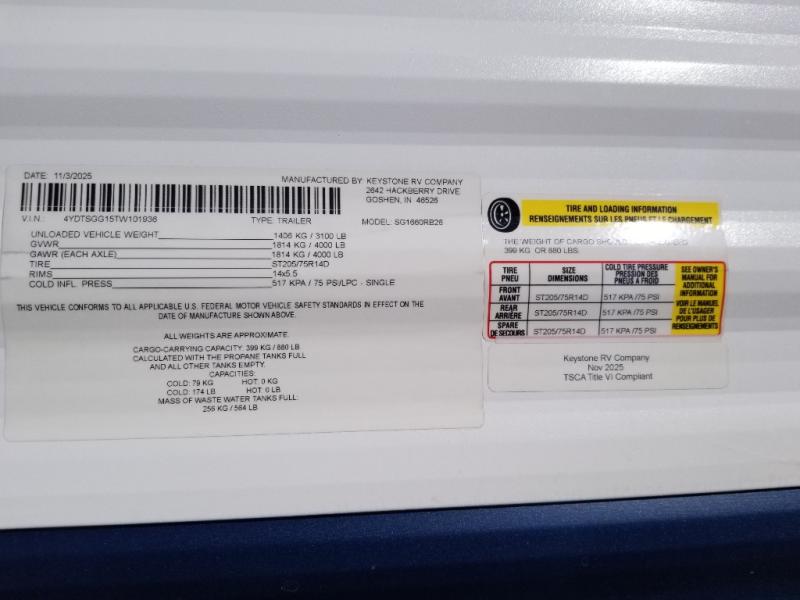 DATE: 11/3/2025
MANUFACTURED BY: KEYSTONE RV COMPANY
2642 HACKBERRY DRIVE
GOSHEN, IN 46526
V.I.N.: 4YDTSGG15TW101936
TYPE: TRAILER
MODEL: SG1660RB26
UNLOADED VEHICLE WEIGHT 1406 KG / 3100 LB
GVWR 1814 KG / 4000 LB
GAWR (EACH AXLE) 1814 KG / 4000 LB
TIRE ST205/75R14D
RIMS 14x5.5
COLD INFL. PRESS 517 KPA / 75 PSI/LPC - SINGLE
THIS VEHICLE CONFORMS TO ALL APPLICABLE U.S. FEDERAL MOTOR VEHICLE SAFETY STANDARDS IN EFFECT ON THE
DATE OF MANUFACTURE SHOWN ABOVE.
ALL WEIGHTS ARE APPROXIMATE.
CARGO-CARRYING CAPACITY: 399 KG / 880 LB
CALCULATED WITH THE PROPANE TANKS FULL
AND ALL OTHER TANKS EMPTY.
CAPACITIES:
COLD: 79 KG HOT: 0 KG
COLD: 174 LB HOT: 0 LB
MASS OF WASTE WATER TANKS FULL:
256 KG / 564 LB
TIRE AND LOADING INFORMATION
RENSEIGNEMENTS SUR LES PNEUS ET LE CHARGEMENT
THE WEIGHT OF CARGO
399 KG OR 880 LBS.
TIRE PNEU
SIZE DIMENSIONS
COLD TIRE PRESSURE
PRESSION DES
PNEUS A FROID
FRONT AVANT ST205/75R14D 517 KPA /75 PSI
REAR ARRIÈRE ST205/75R14D 517 KPA /75 PSI
SPARE DE SECOURS ST205/75R14D 517 KPA /75 PSI
SEE OWNER'S
MANUAL FOR
ADDITIONAL
INFORMATION
VOIR LE MANUEL
DE L'USAGER
POUR PLUS DE
RENSEIGNEMENTS
Keystone RV Company
Nov 2025
TSCA Title VI Compliant